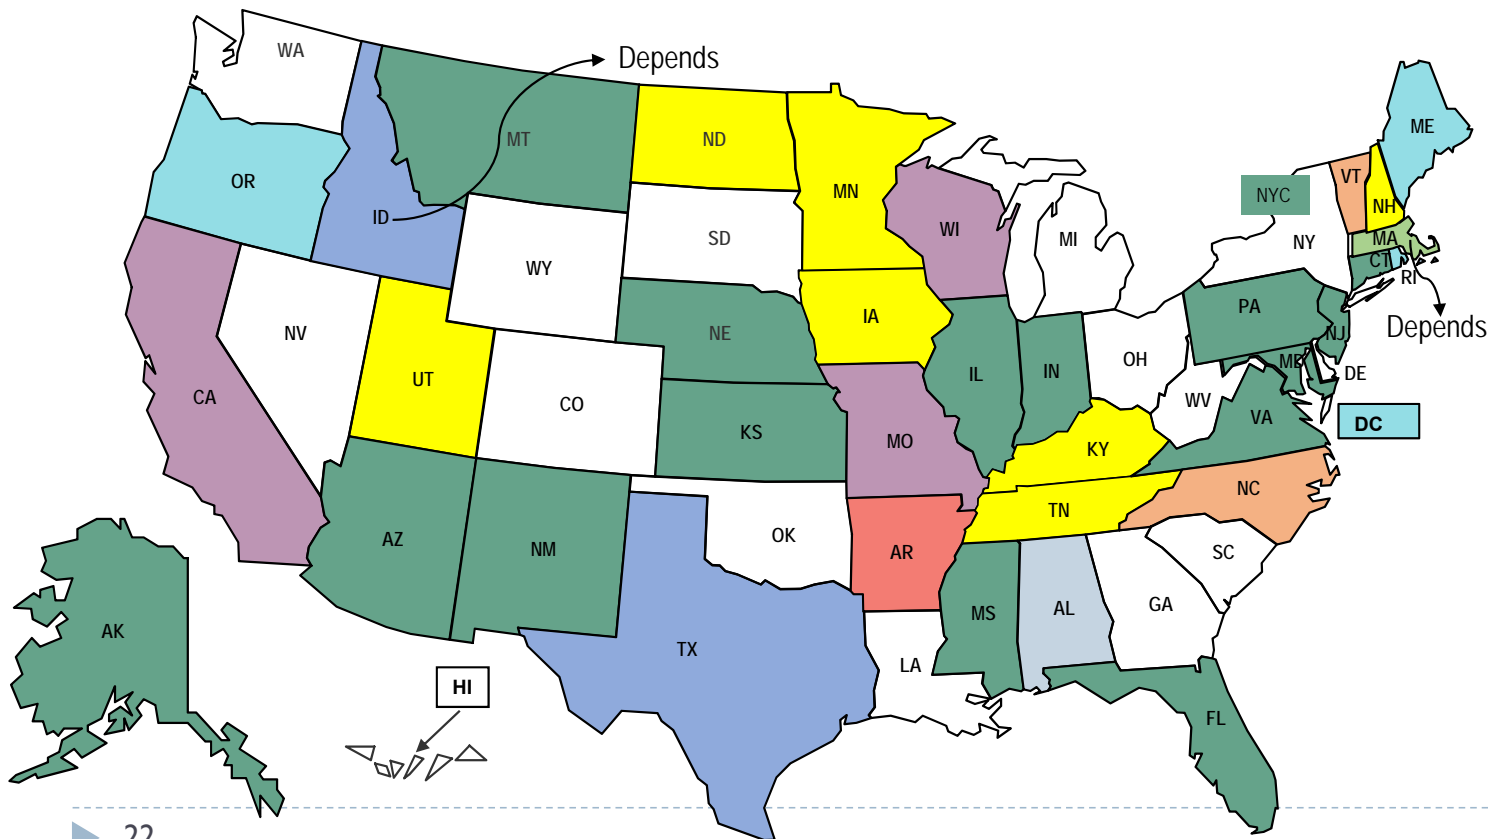 WA
Depends
MT
ND
MN
ME
OR
ID
VT
NYC
NH
WI
SD
MI
NY
MA
WY
CT
RI
NV
NE
IA
PA
NJ
Depends
UT
CO
IL
IN
OH
MD
DE
CA
KS
MO
WV
VA
DC
KY
NC
TN
AZ
NM
OK
AR
SC
AK
TX
MS
AL
GA
LA
HI
FL
22